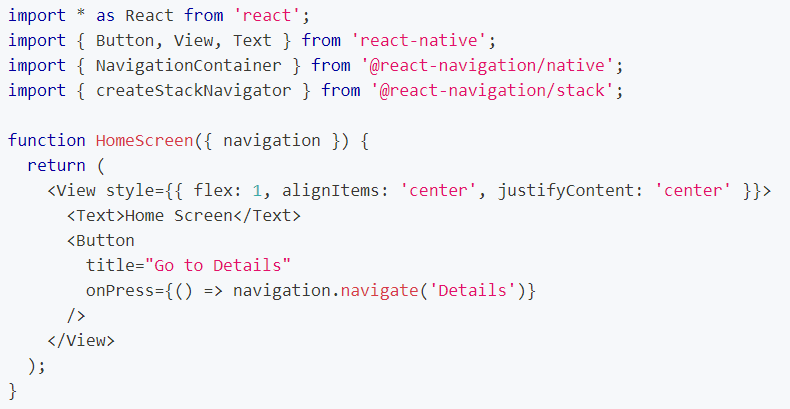 import * as React from 'react';
import { Button, View, Text } from 'react-native';
import { NavigationContainer } from '@react-navigation/native';
import { createStackNavigator } from '@react-navigation/stack';

function HomeScreen({ navigation }) {
  return (
    <View style={{ flex: 1, alignItems: 'center', justifyContent: 'center' }}>
      <Text>Home Screen</Text>
      <Button
        title="Go to Details"
        onPress={() => navigation.navigate('Details')}
      />
    </View>
  );
}